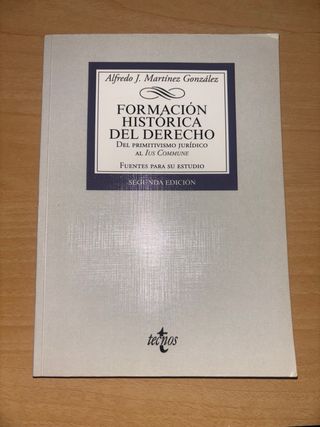 Alfredo J. Martínez González
FORMACIÓN
HISTÓRICA
DEL DERECHO
DEL PRIMITIVISMO JURÍDICO
AL IUS COMMUNE
FUENTES PARA SU ESTUDIO
SEGUNDA EDICIÓN
tecnos